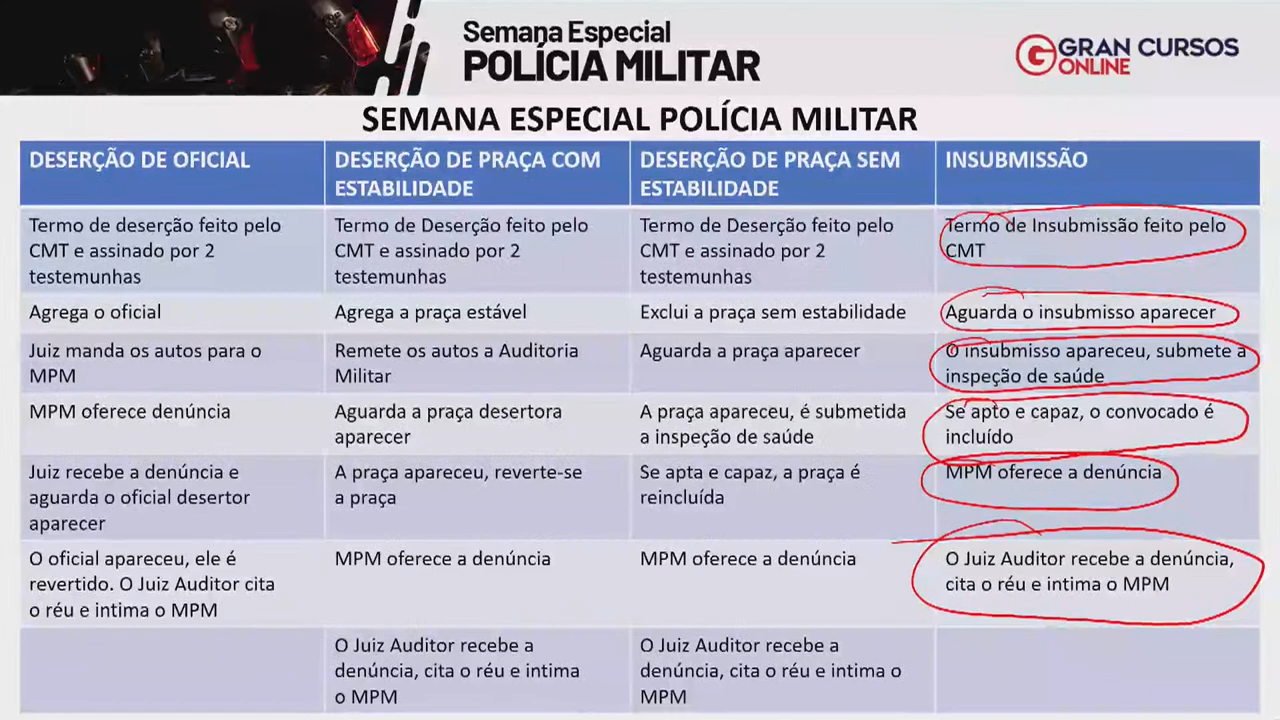 Semana Especial
POLÍCIA MILITAR
GRAN CURSOS
ONLINE
SEMANA ESPECIAL POLÍCIA MILITAR
DESERÇÃO DE OFICIAL
DESERÇÃO DE PRAÇA COM
ESTABILIDADE
DESERÇÃO DE PRAÇA SEM
ESTABILIDADE
INSUBMISSÃO
Termo de deserção feito pelo
CMT e assinado por 2
testemunhas
Termo de Deserção feito pelo
CMT e assinado por 2
testemunhas
Termo de Deserção feito pelo
CMT e assinado por 2
testemunhas
Termo de Insubmissão feito pelo
CMT
Agrega o oficial
Agrega a praça estável
Exclui a praça sem estabilidade
Aguarda o insubmisso aparecer
Juiz manda os autos para o
MPM
Remete os autos a Auditoria
Militar
Aguarda a praça aparecer
O insubmisso apareceu, submete a
inspeção de saúde
MPM oferece denúncia
Aguarda a praça desertora
aparecer
A praça apareceu, é submetida
a inspeção de saúde
Se apto e capaz, o convocado é
incluído
Juiz recebe a denúncia e
aguarda o oficial desertor
aparecer
A praça apareceu, reverte-se
a praça
Se apta e capaz, a praça é
reincluída
MPM oferece a denúncia
O oficial apareceu, ele é
revertido. O Juiz Auditor cita
o réu e intima o MPM
MPM oferece a denúncia
MPM oferece a denúncia
O Juiz Auditor recebe a denúncia,
cita o réu e intima o MPM
O Juiz Auditor recebe a
denúncia, cita o réu e intima
o MPM
O Juiz Auditor recebe a
denúncia, cita o réu e intima o
MPM